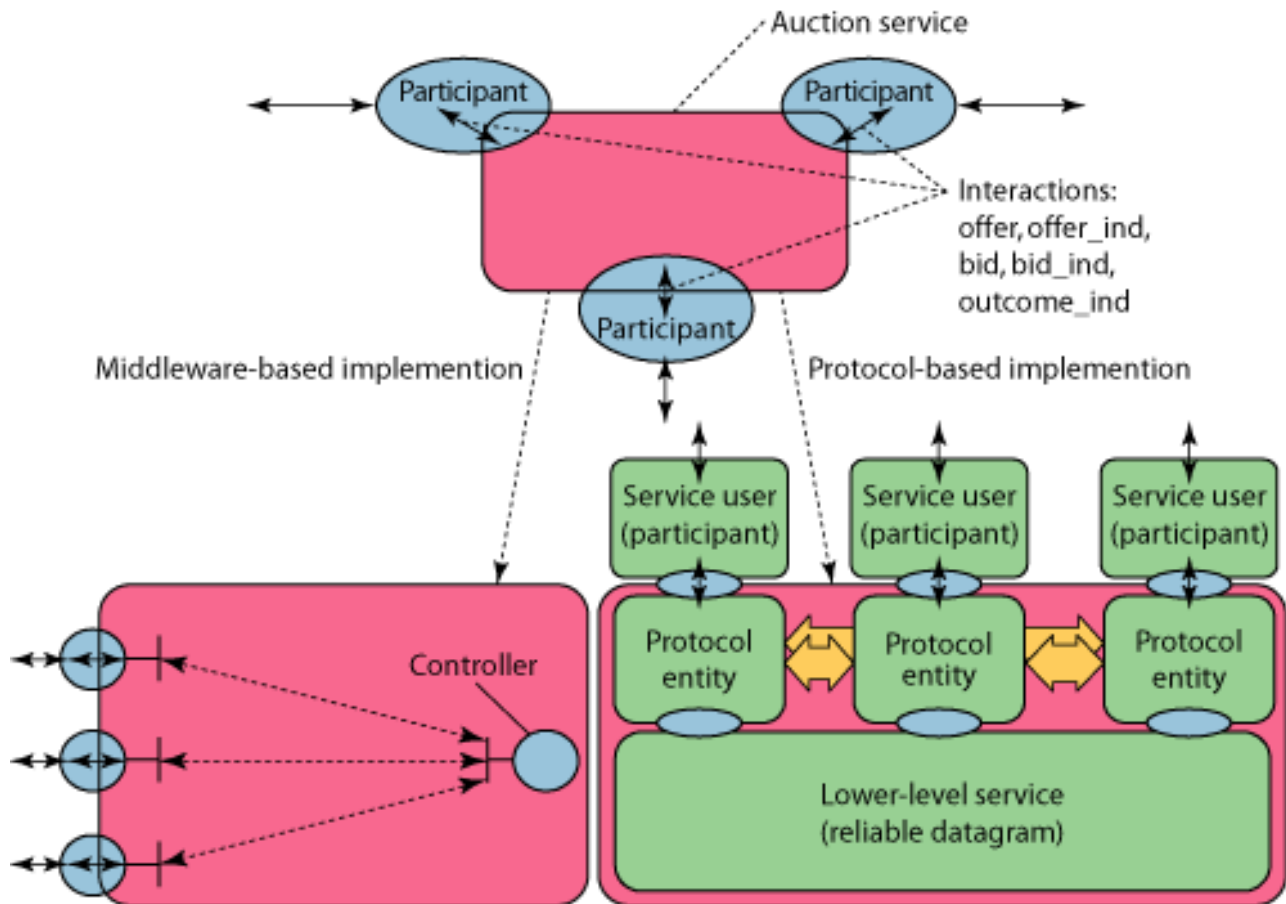 Auction service
Participant
Participant
Interactions:
offer, offer_ind,
bid, bid_ind,
outcome_ind
Participant
Middleware-based implemention
Protocol-based implemention
Service user
(participant)
Service user
(participant)
Service user
(participant)
Controller
Protocol
entity
Protocol
entity
Protocol
entity
Lower-level service
(reliable datagram)